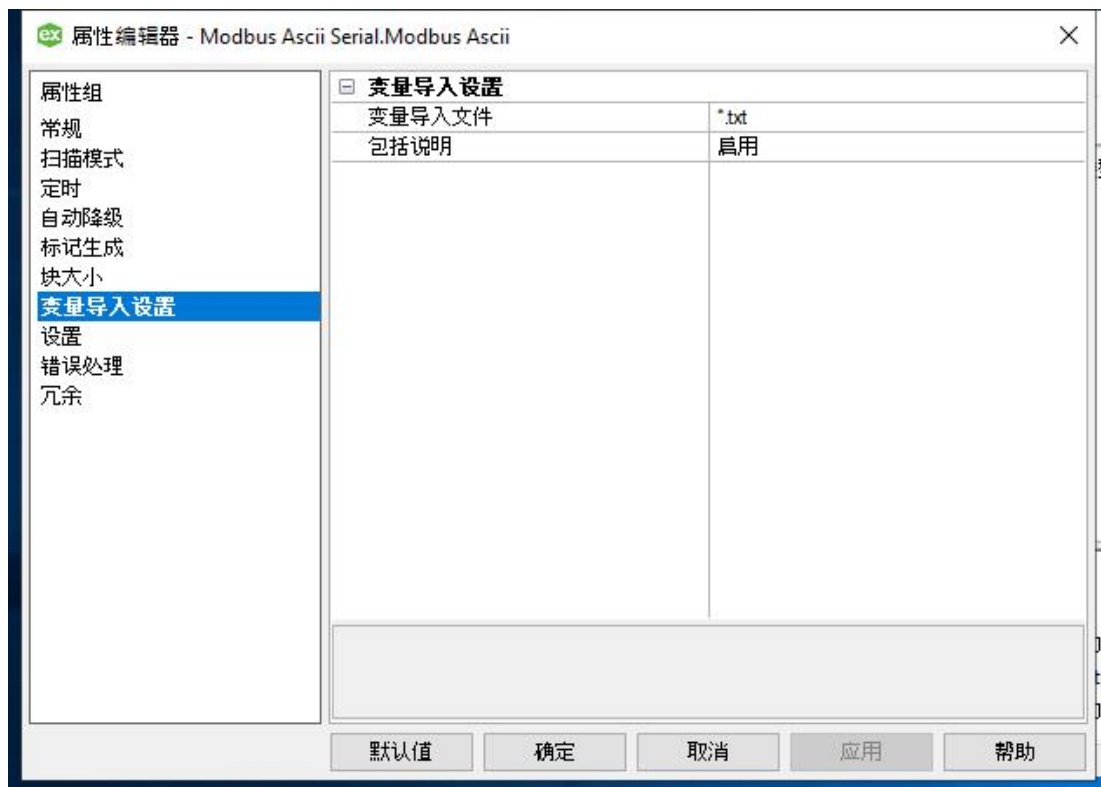 ex 属性编辑器 - Modbus Ascii Serial.Modbus Ascii
属性组
常规
扫描模式
定时
自动降级
标记生成
块大小
变量导入设置
设置
错误处理
冗余
变量导入设置
变量导入文件 *.txt
包括说明 启用
默认值 确定 取消 应用 帮助